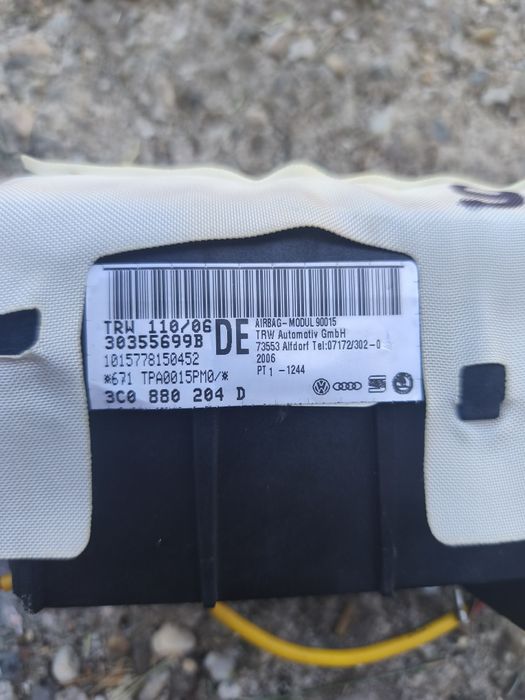 TRW 110/06
30355699B
1015778150452
*671 TPA0015PM0/*
3C0 880 204 D
DE
AIRBAG-MODUL 90015
TRW Automotiv GmbH
73553 Alfdorf Tel:07172/302-0
2006
PT1 -1244